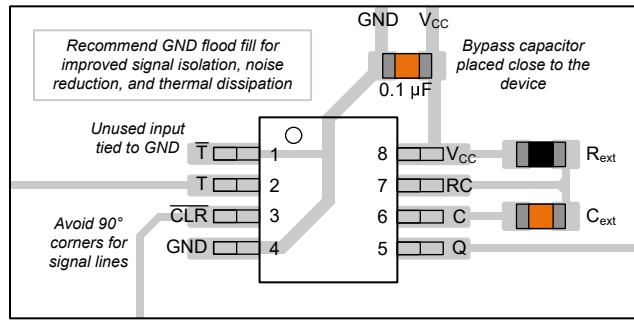 GND VCC
Recommend GND flood fill for
improved signal isolation, noise
reduction, and thermal dissipation
Bypass capacitor
placed close to the
device
0.1 µF
Unused input
tied to GND
T̅ 1 8 VCC Rext
T 2 7 RC
C̅L̅R̅ 3 6 C Cext
GND 4 5 Q
Avoid 90°
corners for
signal lines